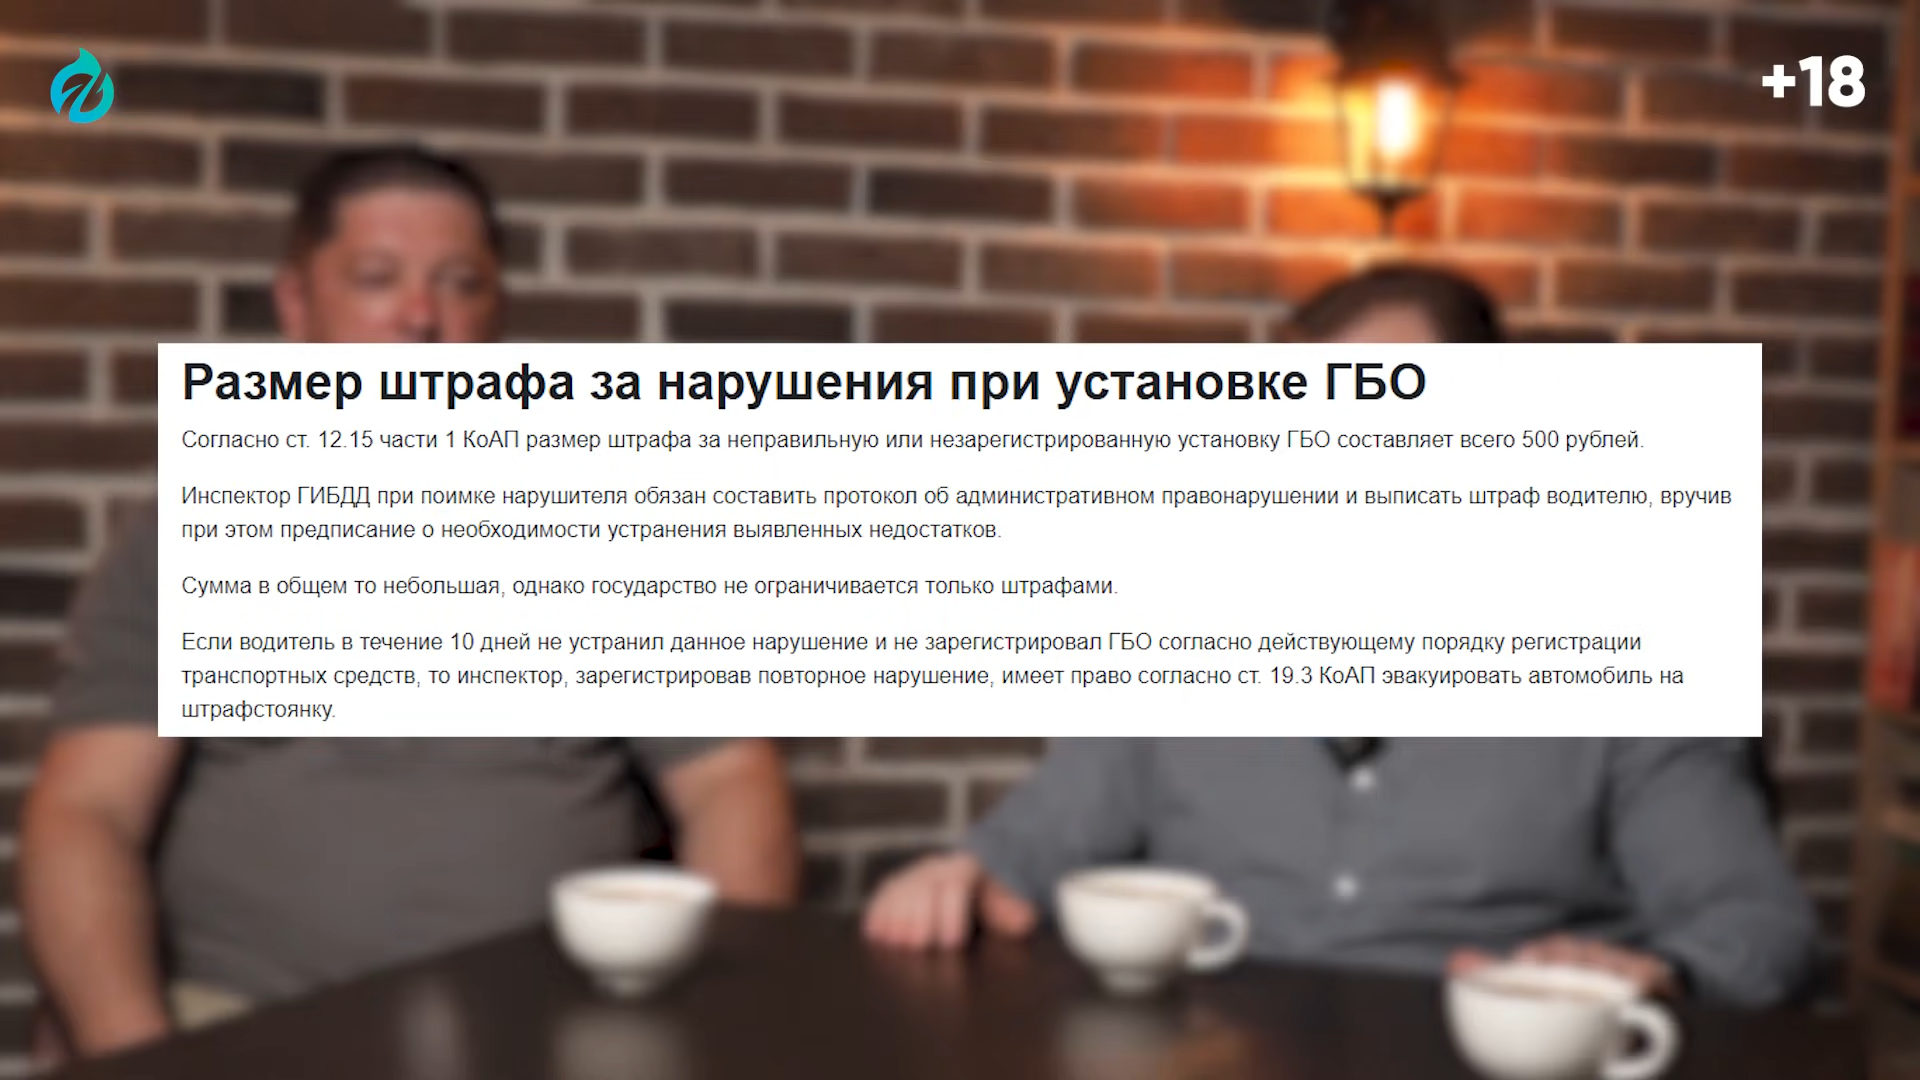 +18
Размер штрафа за нарушения при установке ГБО
Согласно ст. 12.15 части 1 КоАП размер штрафа за неправильную или незарегистрированную установку ГБО составляет всего 500 рублей.
Инспектор ГИБДД при поимке нарушителя обязан составить протокол об административном правонарушении и выписать штраф водителю, вручив
при этом предписание о необходимости устранения выявленных недостатков.
Сумма в общем то небольшая, однако государство не ограничивается только штрафами.
Если водитель в течение 10 дней не устранил данное нарушение и не зарегистрировал ГБО согласно действующему порядку регистрации
транспортных средств, то инспектор, зарегистрировав повторное нарушение, имеет право согласно ст. 19.3 КоАП эвакуировать автомобиль на
штрафстоянку.